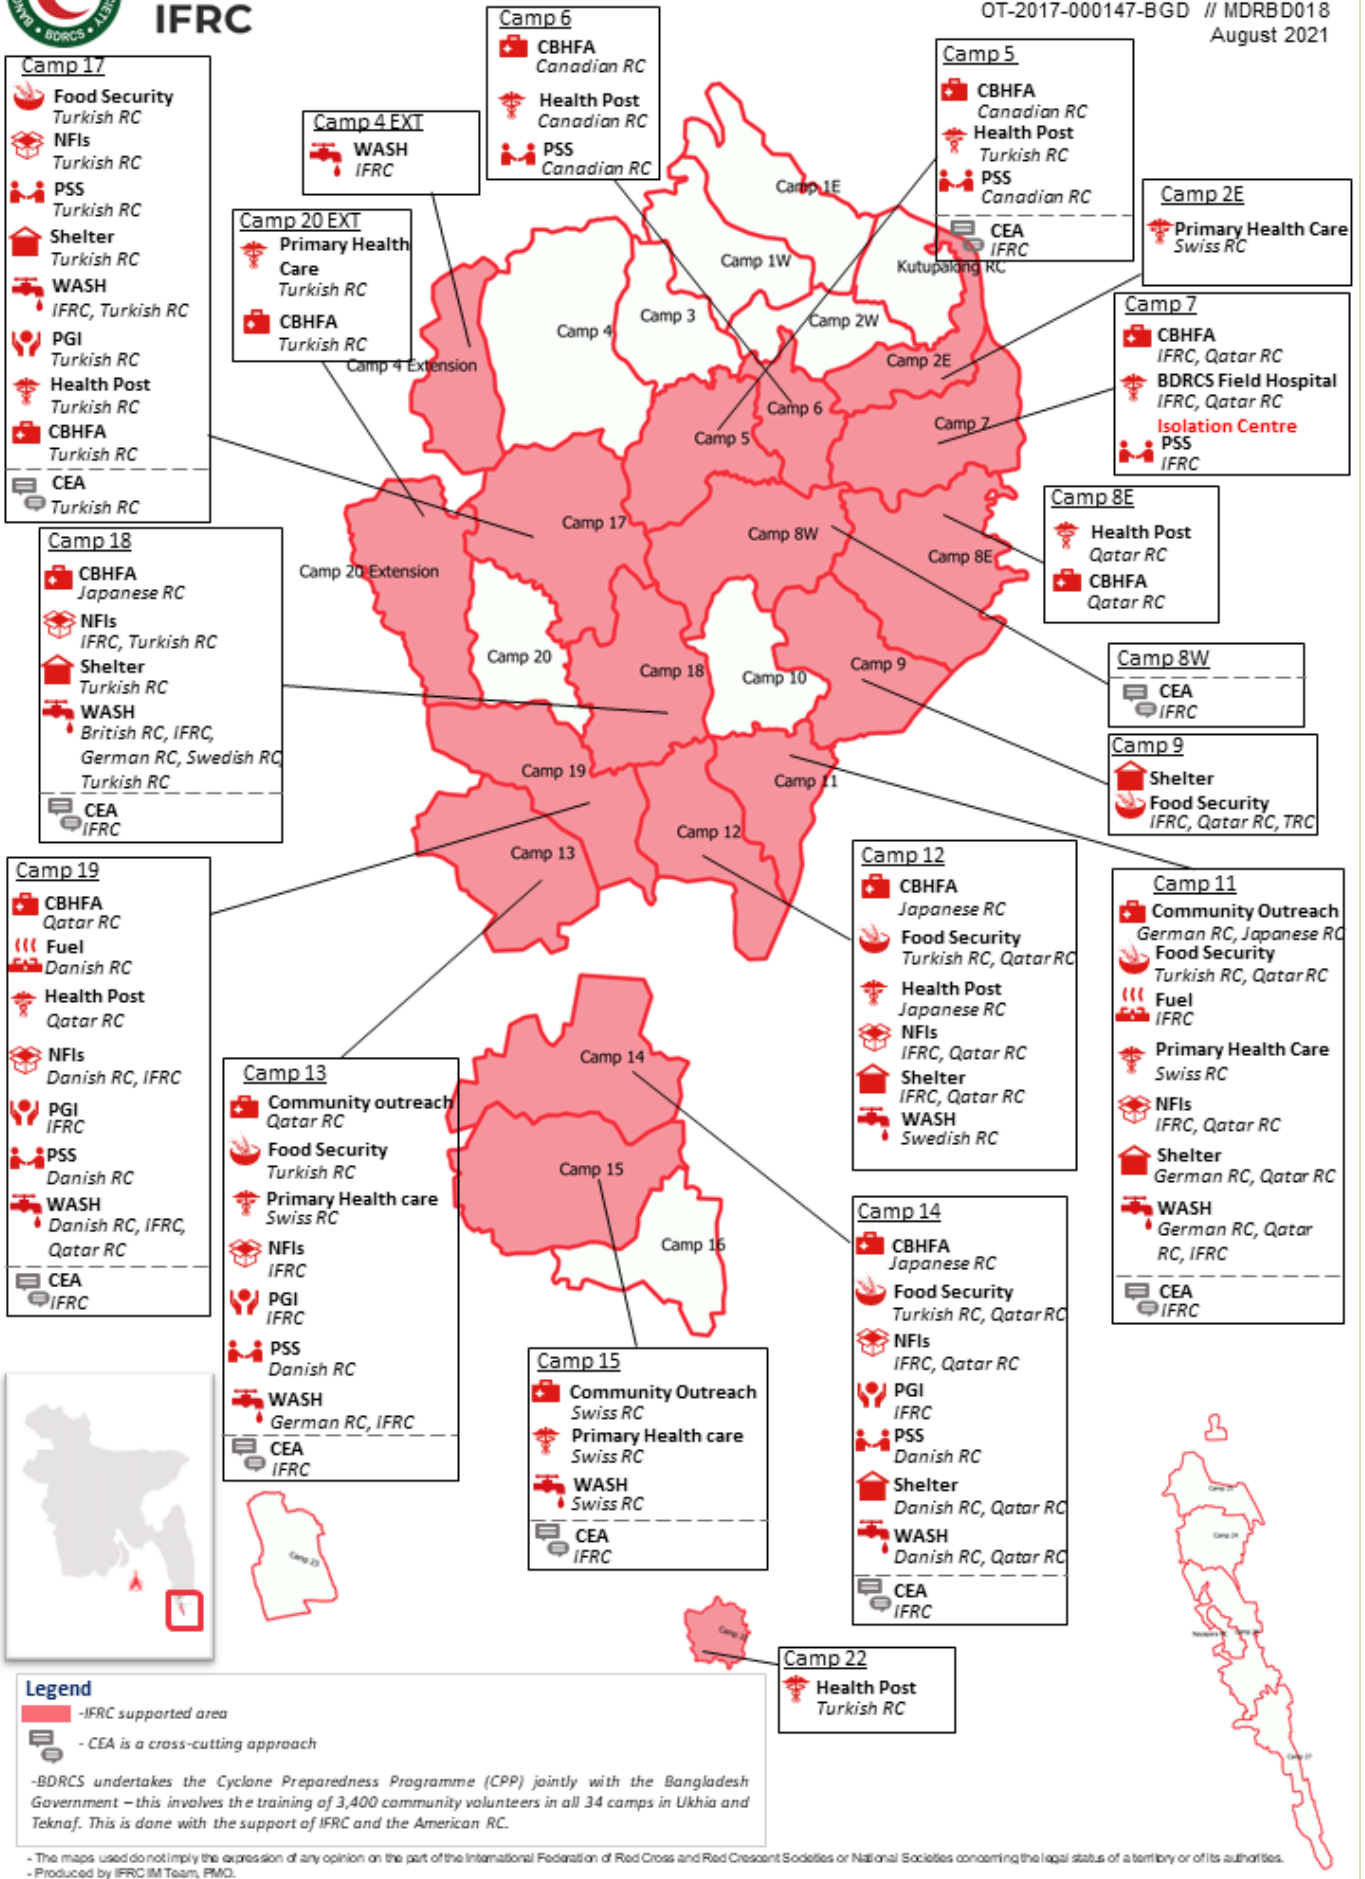 IFRC
OT-2017-000147-BGD // MDRBD018
August 2021
BDRCS
Camp 17
Food Security
Turkish RC
NFIs
Turkish RC
PSS
Turkish RC
Shelter
Turkish RC
WASH
IFRC, Turkish RC
PGI
Turkish RC
Health Post
Turkish RC
CBHFA
Turkish RC
CEA
Turkish RC
Camp 4 EXT
WASH
IFRC
Camp 20 EXT
Primary Health
Care
Turkish RC
CBHFA
Turkish RC
Camp 6
CBHFA
Canadian RC
Health Post
Canadian RC
PSS
Canadian RC
Camp 5
CBHFA
Canadian RC
Health Post
Turkish RC
PSS
Canadian RC
CEA
IFRC
Camp 2E
Primary Health Care
Swiss RC
Camp 7
CBHFA
IFRC, Qatar RC
BDRCS Field Hospital
IFRC, Qatar RC
Isolation Centre
PSS
IFRC
Camp 8E
Health Post
Qatar RC
CBHFA
Qatar RC
Camp 8W
CEA
IFRC
Camp 9
Shelter
Food Security
IFRC, Qatar RC, TRC
Camp 18
CBHFA
Japanese RC
NFIs
IFRC, Turkish RC
Shelter
Turkish RC
WASH
British RC, IFRC,
German RC, Swedish RC
Turkish RC
CEA
IFRC
Camp 19
CBHFA
Qatar RC
Fuel
Danish RC
Health Post
Qatar RC
NFIs
Danish RC, IFRC
PGI
IFRC
PSS
Danish RC
WASH
Danish RC, IFRC,
Qatar RC
CEA
IFRC
Camp 13
Community outreach
Qatar RC
Food Security
Turkish RC
Primary Health care
Swiss RC
NFIs
IFRC
PGI
IFRC
PSS
Danish RC
WASH
German RC, IFRC
CEA
IFRC
Camp 12
CBHFA
Japanese RC
Food Security
Turkish RC, Qatar RC
Health Post
Japanese RC
NFIs
IFRC, Qatar RC
Shelter
IFRC, Qatar RC
WASH
Swedish RC
Camp 11
Community Outreach
German RC, Japanese RC
Food Security
Turkish RC, Qatar RC
Fuel
IFRC
Primary Health Care
Swiss RC
NFIs
IFRC, Qatar RC
Shelter
German RC, Qatar RC
WASH
German RC, Qatar
RC, IFRC
CEA
IFRC
Camp 14
CBHFA
Japanese RC
Food Security
Turkish RC, Qatar RC
NFIs
IFRC, Qatar RC
PGI
IFRC
PSS
Danish RC
Shelter
Danish RC, Qatar RC
WASH
Danish RC, Qatar RC
CEA
IFRC
Camp 15
Community Outreach
Swiss RC
Primary Health care
Swiss RC
WASH
Swiss RC
CEA
IFRC
Camp 22
Health Post
Turkish RC
Camp 1E
Camp 1W
Kutupalong RC
Camp 3
Camp 2W
Camp 4
Camp 4 Extension
Camp 2E
Camp 6
Camp 7
Camp 5
Camp 17
Camp 8W
Camp 8E
Camp 20 Extension
Camp 20
Camp 18
Camp 10
Camp 9
Camp 19
Camp 11
Camp 12
Camp 13
Camp 14
Camp 15
Camp 16
Camp 24
Camp 27
Legend
-IFRC supported area
- CEA is a cross-cutting approach
-BDRCS undertakes the Cyclone Preparedness Programme (CPP) jointly with the Bangladesh
Government – this involves the training of 3,400 community volunteers in all 34 camps in Ukhia and
Teknaf. This is done with the support of IFRC and the American RC.
- The maps used do not imply the expression of any opinion on the part of the International Federation of Red Cross and Red Crescent Societies or National Societies concerning the legal status of a territory or of its authorities.
- Produced by IFRC IM Team, PMO.